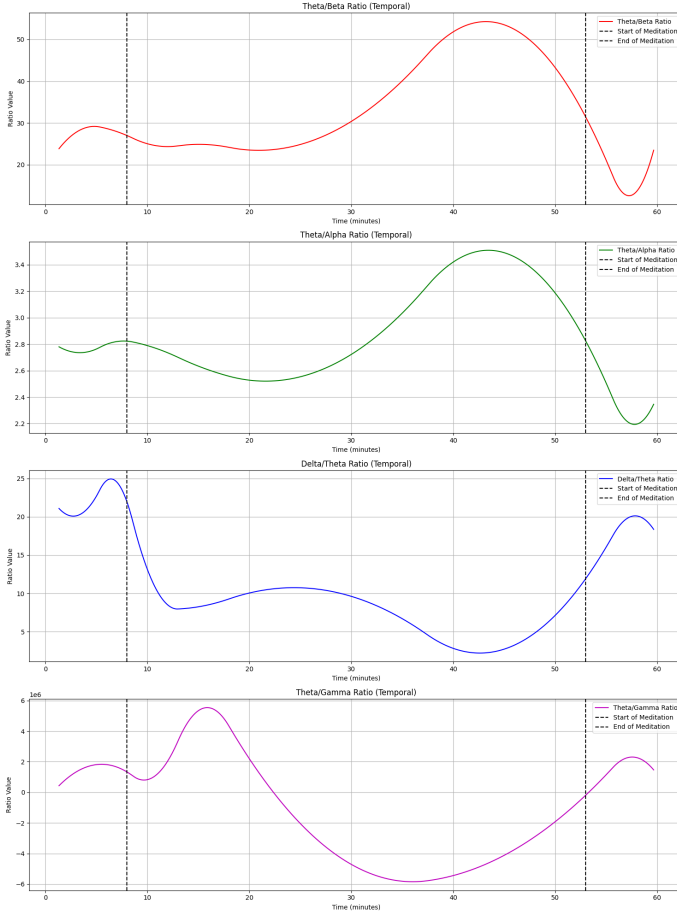 Theta/Beta Ratio (Temporal)
Theta/Beta Ratio
Start of Meditation
End of Meditation
Ratio Value
50
40
30
20
0
10
20
30
40
50
60
Time (minutes)
Theta/Alpha Ratio (Temporal)
Theta/Alpha Ratio
Start of Meditation
End of Meditation
Ratio Value
3.4
3.2
3.0
2.8
2.6
2.4
2.2
0
10
20
30
40
50
60
Time (minutes)
Delta/Theta Ratio (Temporal)
Delta/Theta Ratio
Start of Meditation
End of Meditation
Ratio Value
25
20
15
10
5
0
10
20
30
40
50
60
Time (minutes)
Theta/Gamma Ratio (Temporal)
1e6
Theta/Gamma Ratio
Start of Meditation
End of Meditation
Ratio Value
6
4
2
0
−2
−4
−6
0
10
20
30
40
50
60
Time (minutes)